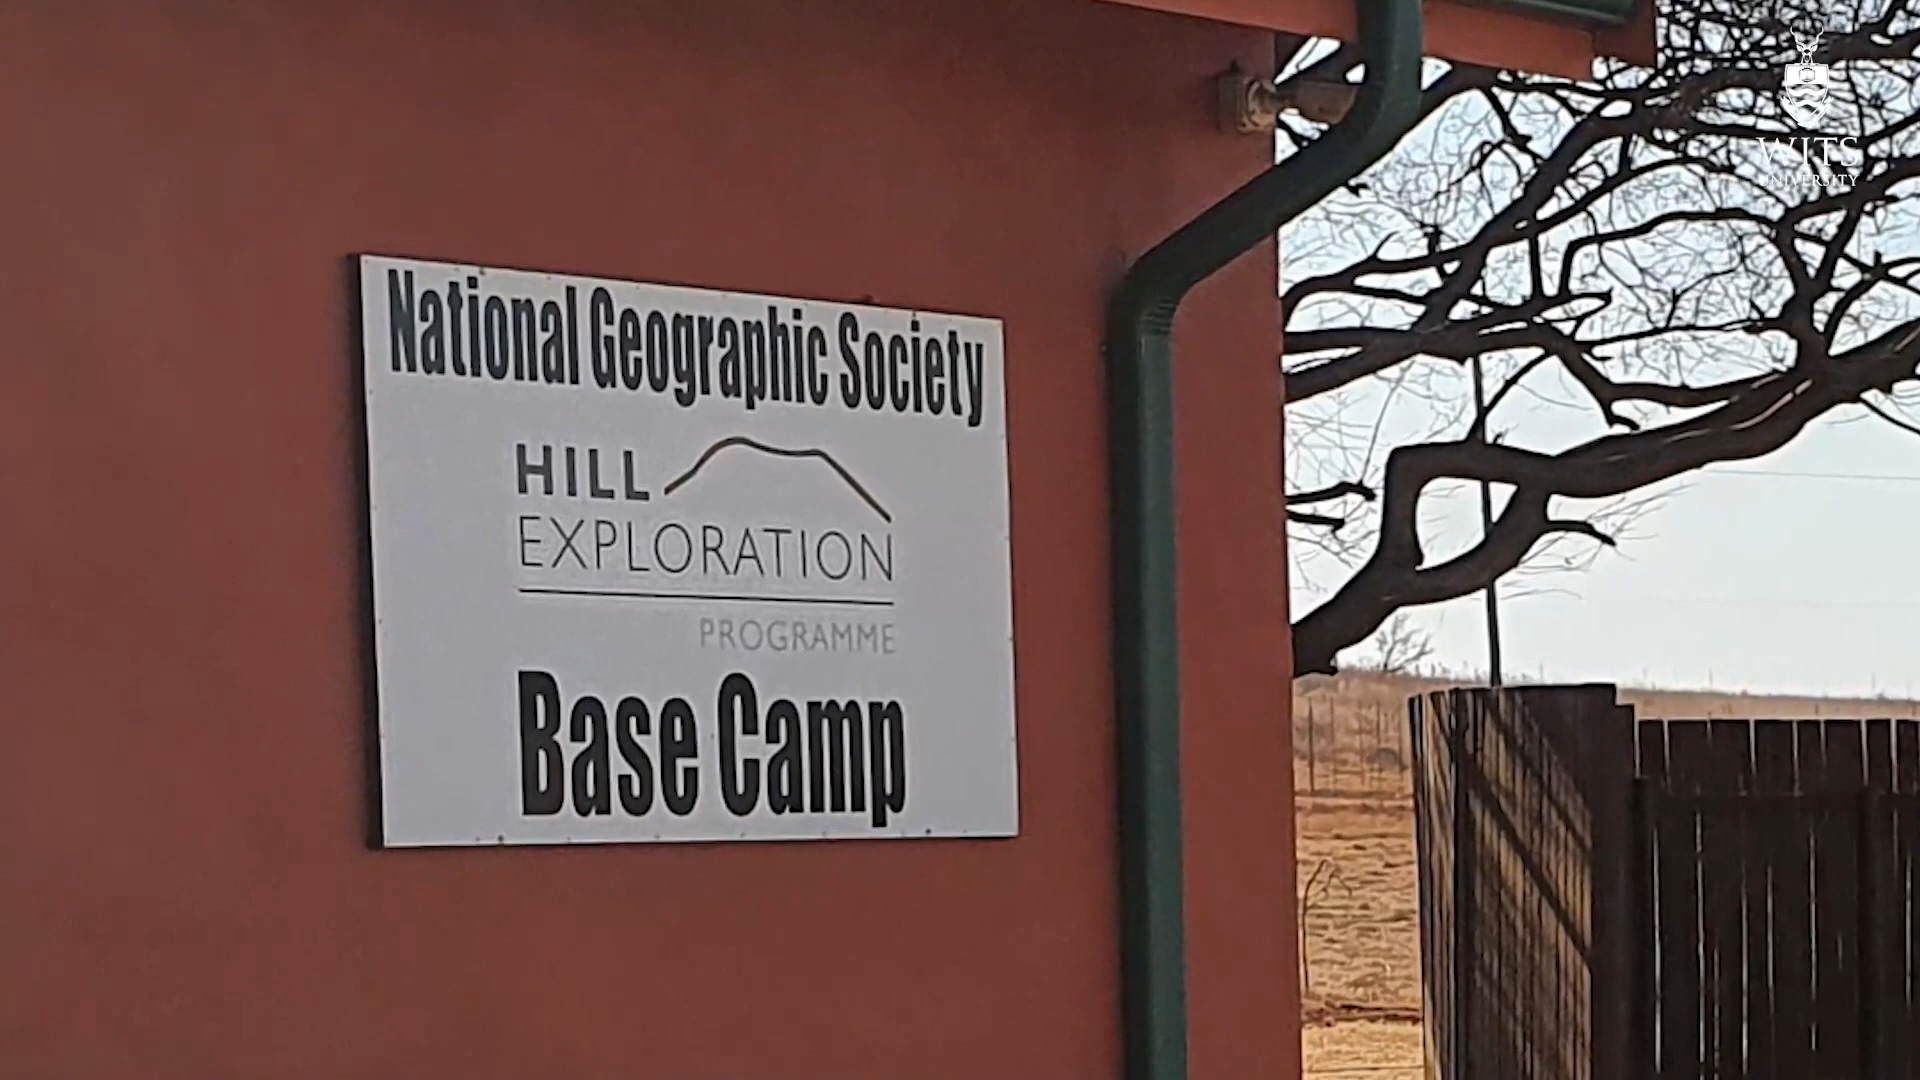 National Geographic Society
HILL
EXPLORATION
PROGRAMME
Base Camp
WITS
UNIVERSITY